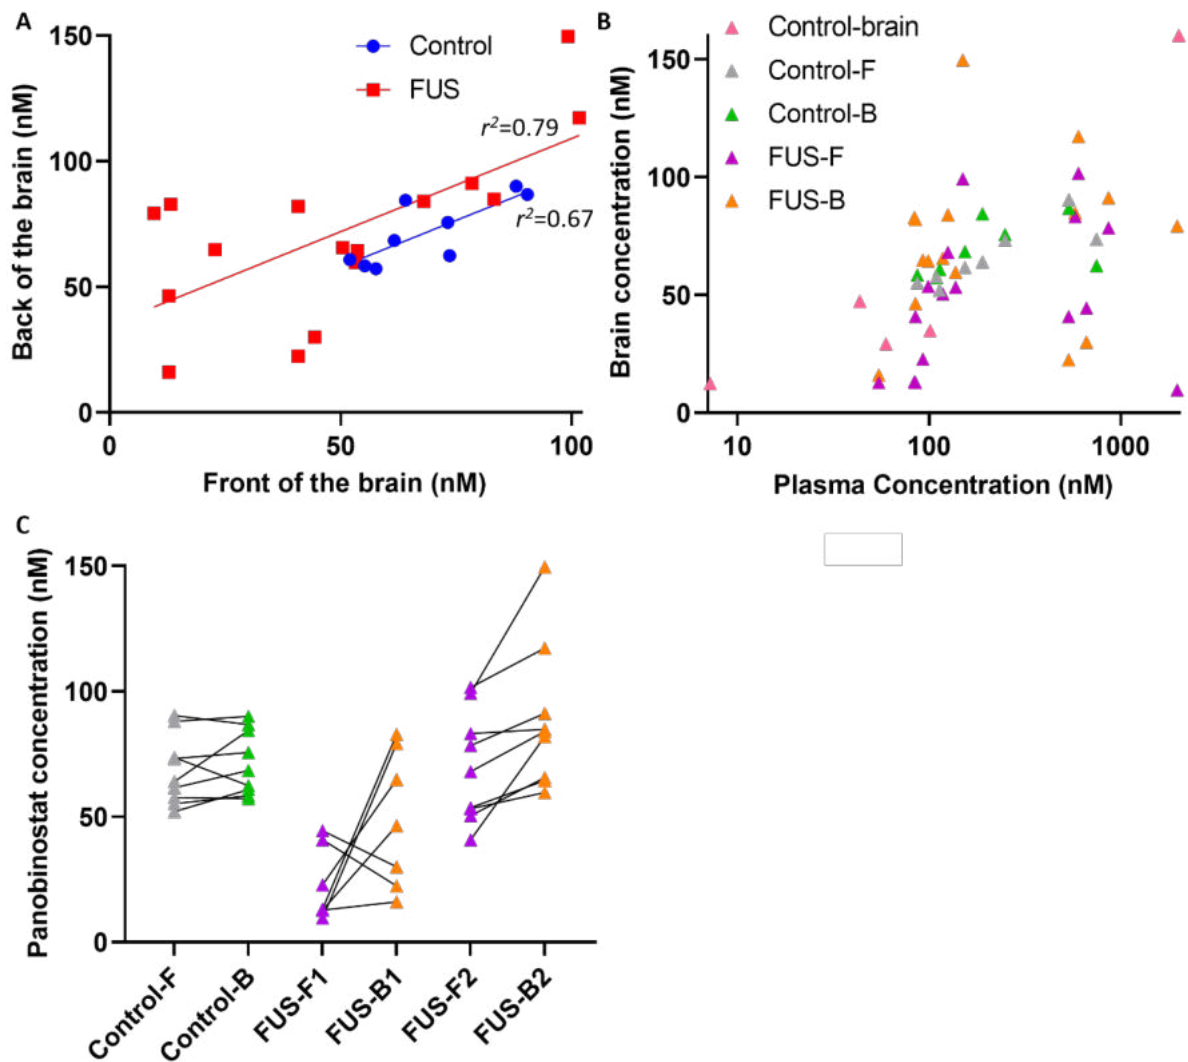 A
Back of the brain (nM)
150
100
50
0
0
50
100
Front of the brain (nM)
Control
FUS
r²=0.79
r²=0.67
B
Brain concentration (nM)
150
100
50
0
10
100
1000
Plasma Concentration (nM)
Control-brain
Control-F
Control-B
FUS-F
FUS-B
C
Panobinostat concentration (nM)
150
100
50
0
Control-F
Control-B
FUS-F1
FUS-B1
FUS-F2
FUS-B2